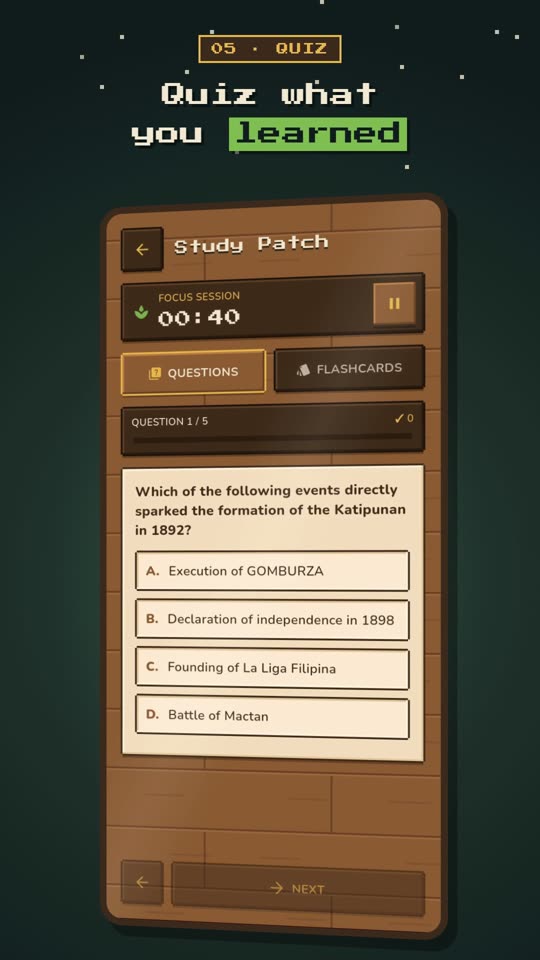 05 · QUIZ
Quiz what
you learned
Study Patch
FOCUS SESSION
00:40
QUESTIONS
FLASHCARDS
QUESTION 1 / 5
✓ 0
Which of the following events directly
sparked the formation of the Katipunan
in 1892?
A. Execution of GOMBURZA
B. Declaration of independence in 1898
C. Founding of La Liga Filipina
D. Battle of Mactan
NEXT